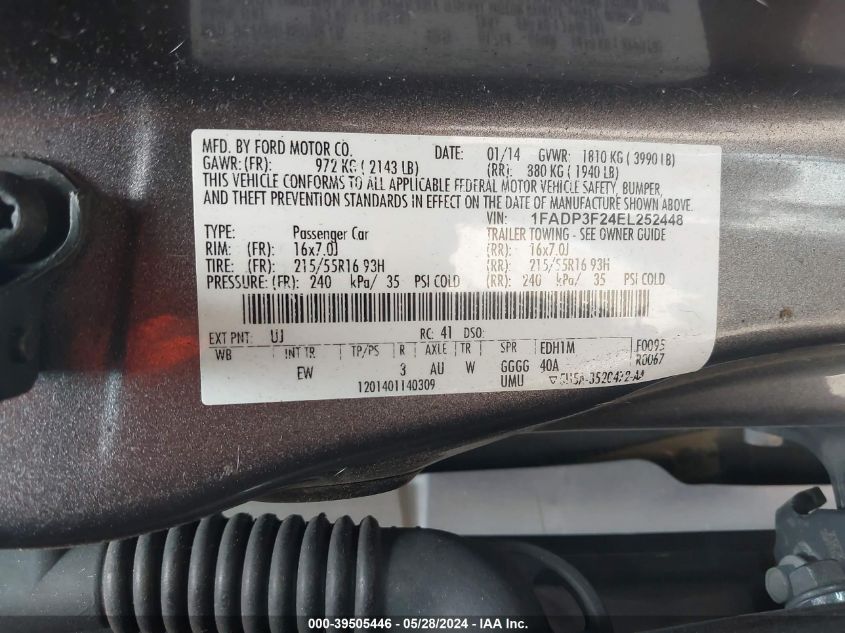 MFD. BY FORD MOTOR CO. DATE: 01/14 GVWR: 1810 KG ( 3990 LB)
GAWR: (FR): 972 KG ( 2143 LB) (RR): 380 KG ( 1940 LB)
THIS VEHICLE CONFORMS TO ALL APPLICABLE FEDERAL MOTOR VEHICLE SAFETY, BUMPER,
AND THEFT PREVENTION STANDARDS IN EFFECT ON THE DATE OF MANUFACTURE SHOWN ABOVE.
VIN: 1FADP3F24EL252448
TYPE: Passenger Car TRAILER TOWING - SEE OWNER GUIDE
RIM: (FR): 16x7.0J (RR): 16x7.0J
TIRE: (FR): 215/55R16 93H (RR): 215/55R16 93H
PRESSURE: (FR): 240 kPa/ 35 PSI COLD (RR): 240 kPa/ 35 PSI COLD
EXT PNT: UJ RC: 41 DSO:
WB INT TR TP/PS R AXLE TR SPR EDH1M F0095
EW 3 AU W GGGG 40A R0067
1201401140309 UMU
000-39505446 - 05/28/2024 - IAA Inc.